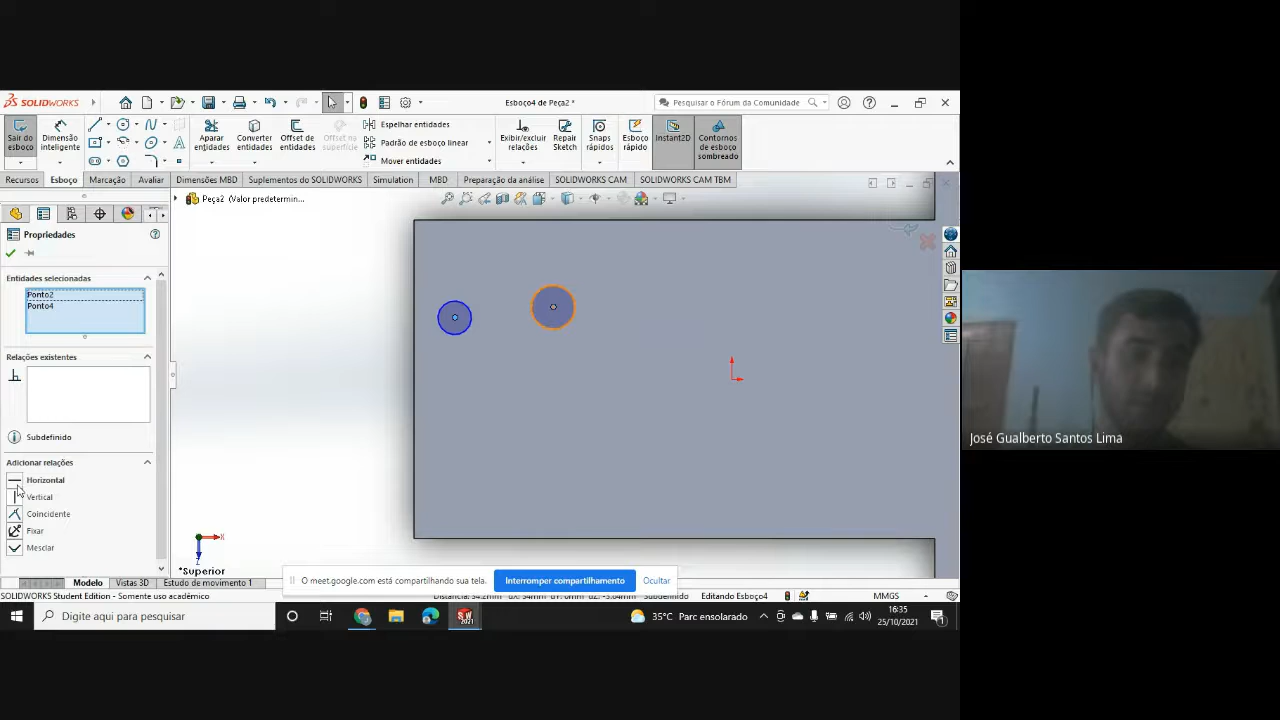 SOLIDWORKS
Esboço4 de Peça2 *
Pesquisar o Fórum da Comunidade
Sair do esboço
Dimensão inteligente
Aparar entidades
Converter entidades
Offset de entidades
Offset na superfície
Espelhar entidades
Padrão de esboço linear
Mover entidades
Exibir/excluir relações
Repair Sketch
Snaps rápidos
Esboço rápido
Instant2D
Contornos de esboço sombreado
Recursos
Esboço
Marcação
Avaliar
Dimensões MBD
Suplementos do SOLIDWORKS
Simulation
MBD
Preparação da análise
SOLIDWORKS CAM
SOLIDWORKS CAM TBM
Peça2 (Valor predetermin...
Propriedades
Entidades selecionadas
Ponto2
Ponto4
Relações existentes
Subdefinido
Adicionar relações
Horizontal
Vertical
Coincidente
Fixar
Mesclar
X
Z
*Superior
José Gualberto Santos Lima
Modelo
Vistas 3D
Estudo de movimento 1
O meet.google.com está compartilhando sua tela.
Interromper compartilhamento
Ocultar
SOLIDWORKS Student Edition - Somente uso acadêmico
Subdefinido
Editando Esboço4
MMGS
Digite aqui para pesquisar
35°C Parc ensolarado
16:35
25/10/2021
1